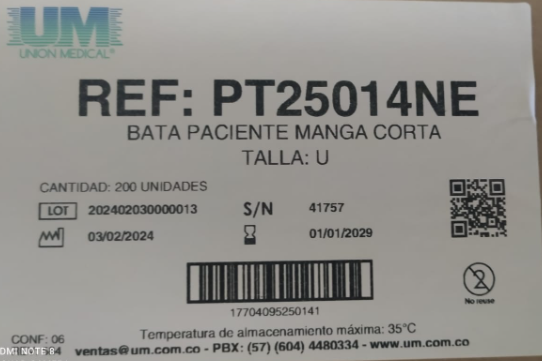 UM
UNION MEDICAL®
REF: PT25014NE
BATA PACIENTE MANGA CORTA
TALLA: U
CANTIDAD: 200 UNIDADES
LOT 202402030000013 S/N 41757
03/02/2024 01/01/2029
No reuse
17704095250141
Temperatura de almacenamiento máxima: 35°C
CONF: 06
ventas@um.com.co - PBX: (57) (604) 4480334 - www.um.com.co